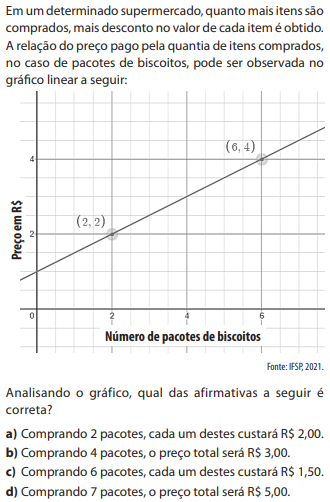 Em um determinado supermercado, quanto mais itens são
comprados, mais desconto no valor de cada item é obtido.
A relação do preço pago pela quantia de itens comprados,
no caso de pacotes de biscoitos, pode ser observada no
gráfico linear a seguir:
(6, 4)
4
(2, 2)
2
Preço em R$
0
2
4
6
Número de pacotes de biscoitos
Fonte: IFSP, 2021.
Analisando o gráfico, qual das afirmativas a seguir é
correta?
a) Comprando 2 pacotes, cada um destes custará R$ 2,00.
b) Comprando 4 pacotes, o preço total será R$ 3,00.
c) Comprando 6 pacotes, cada um destes custará R$ 1,50.
d) Comprando 7 pacotes, o preço total será R$ 5,00.